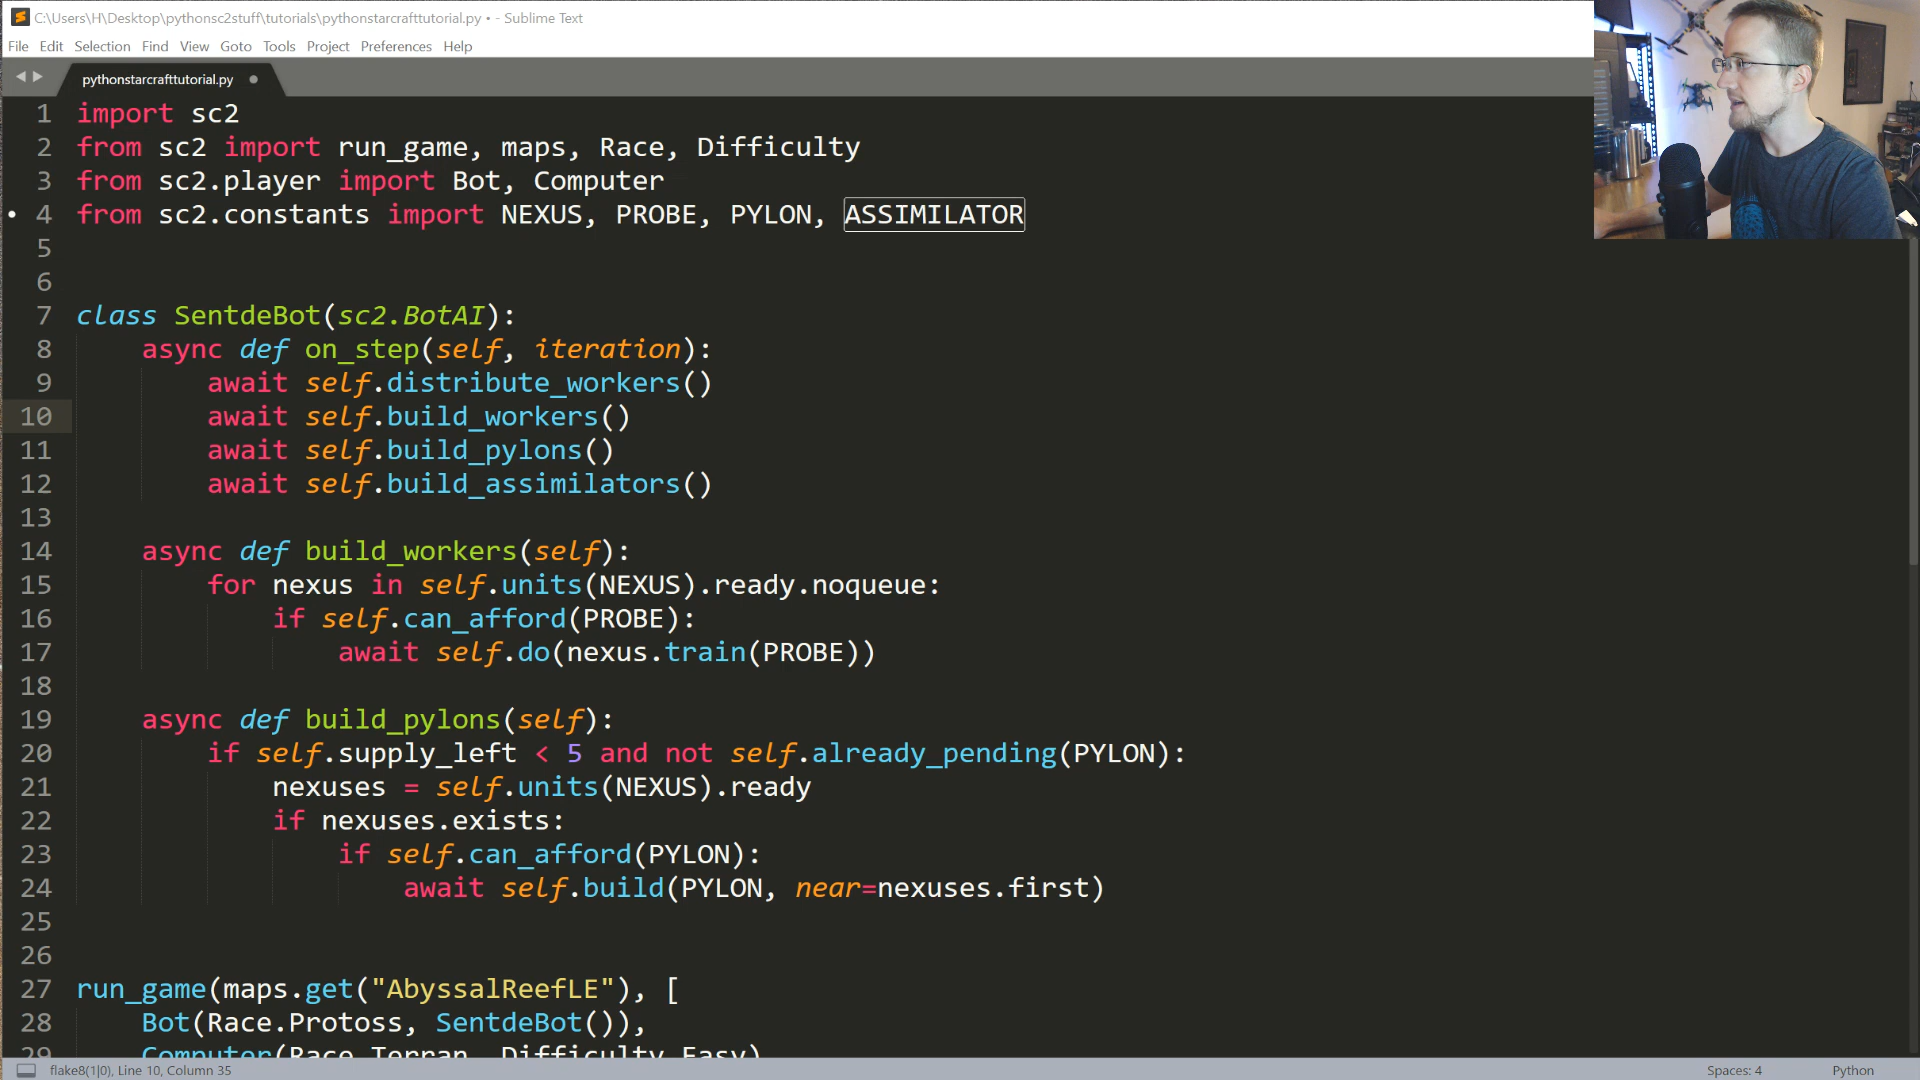 C:\Users\H\Desktop\pythonsc2stuff\tutorials\pythonstarcrafttutorial.py • - Sublime Text
File Edit Selection Find View Goto Tools Project Preferences Help
pythonstarcrafttutorial.py
1 import sc2
2 from sc2 import run_game, maps, Race, Difficulty
3 from sc2.player import Bot, Computer
4 from sc2.constants import NEXUS, PROBE, PYLON, ASSIMILATOR
5
6
7 class SentdeBot(sc2.BotAI):
8     async def on_step(self, iteration):
9         await self.distribute_workers()
10         await self.build_workers()
11         await self.build_pylons()
12         await self.build_assimilators()
13
14     async def build_workers(self):
15         for nexus in self.units(NEXUS).ready.noqueue:
16             if self.can_afford(PROBE):
17                 await self.do(nexus.train(PROBE))
18
19     async def build_pylons(self):
20         if self.supply_left < 5 and not self.already_pending(PYLON):
21             nexuses = self.units(NEXUS).ready
22             if nexuses.exists:
23                 if self.can_afford(PYLON):
24                     await self.build(PYLON, near=nexuses.first)
25
26
27 run_game(maps.get("AbyssalReefLE"), [
28     Bot(Race.Protoss, SentdeBot()),
29     Computer(Race.Terran, Difficulty.Easy)
flake8(1|0), Line 10, Column 35
Spaces: 4
Python